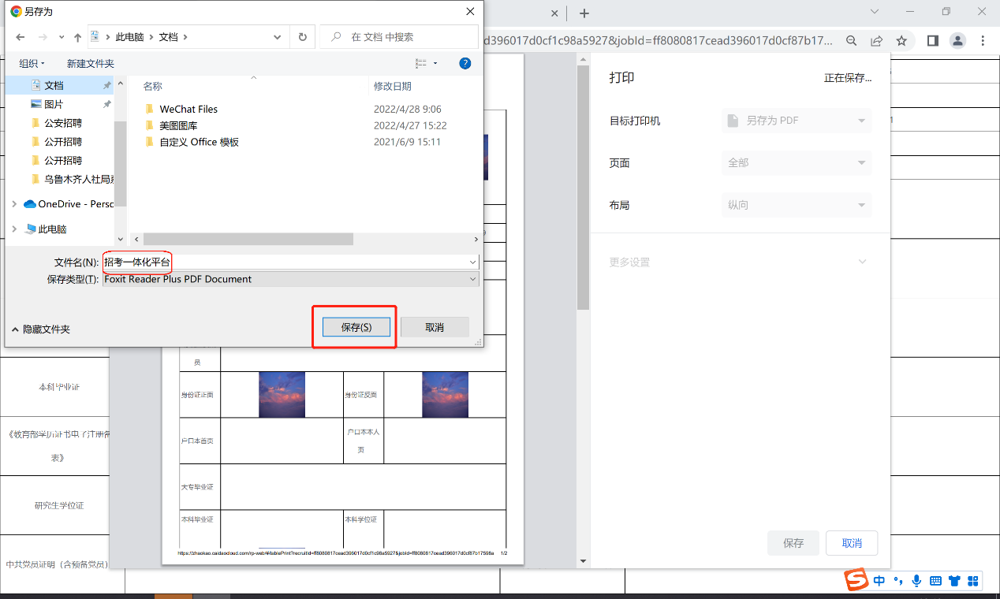 另存为
此电脑 › 文档 ›
在 文档 中搜索
d396017d0cf1c98a5927&jobId=ff8080817cead396017d0cf87b17...
组织
新建文件夹
文档
图片
公安招聘
公开招聘
公开招聘
乌鲁木齐人社局
OneDrive - Perso
此电脑
名称
修改日期
WeChat Files
2022/4/28 9:06
美图图库
2022/4/27 15:22
自定义 Office 模板
2021/6/9 15:11
文件名(N):
招考一体化平台
保存类型(T):
Foxit Reader Plus PDF Document
隐藏文件夹
保存(S)
取消
打印
正在保存...
目标打印机
另存为 PDF
页面
全部
布局
纵向
更多设置
保存
取消
员
身份证正面
身份证反面
户口本首页
户口本本人
页
大专毕业证
本科毕业证
本科学位证
https://zhaokao.caidaocloud.com/rp-web/#/tablePrint?recruitId=ff8080817cead396017d0cf1c98a5927&jobId=ff8080817cead396017d0cf87b17598a 1/2
本科毕业证
《教育部学历证书电子注册备
表》
研究生学位证
中共党员证明（含预备党员）
中